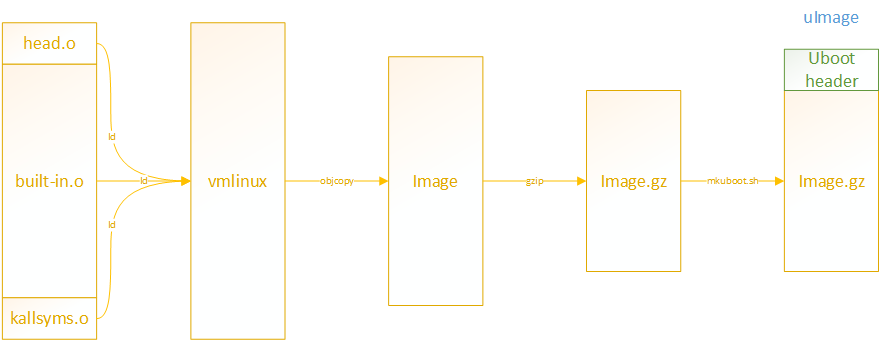 uImage
head.o
Uboot
header
ld
built-in.o
ld
vmlinux
objcopy
Image
gzip
Image.gz
mkuboot.sh
Image.gz
ld
kallsyms.o